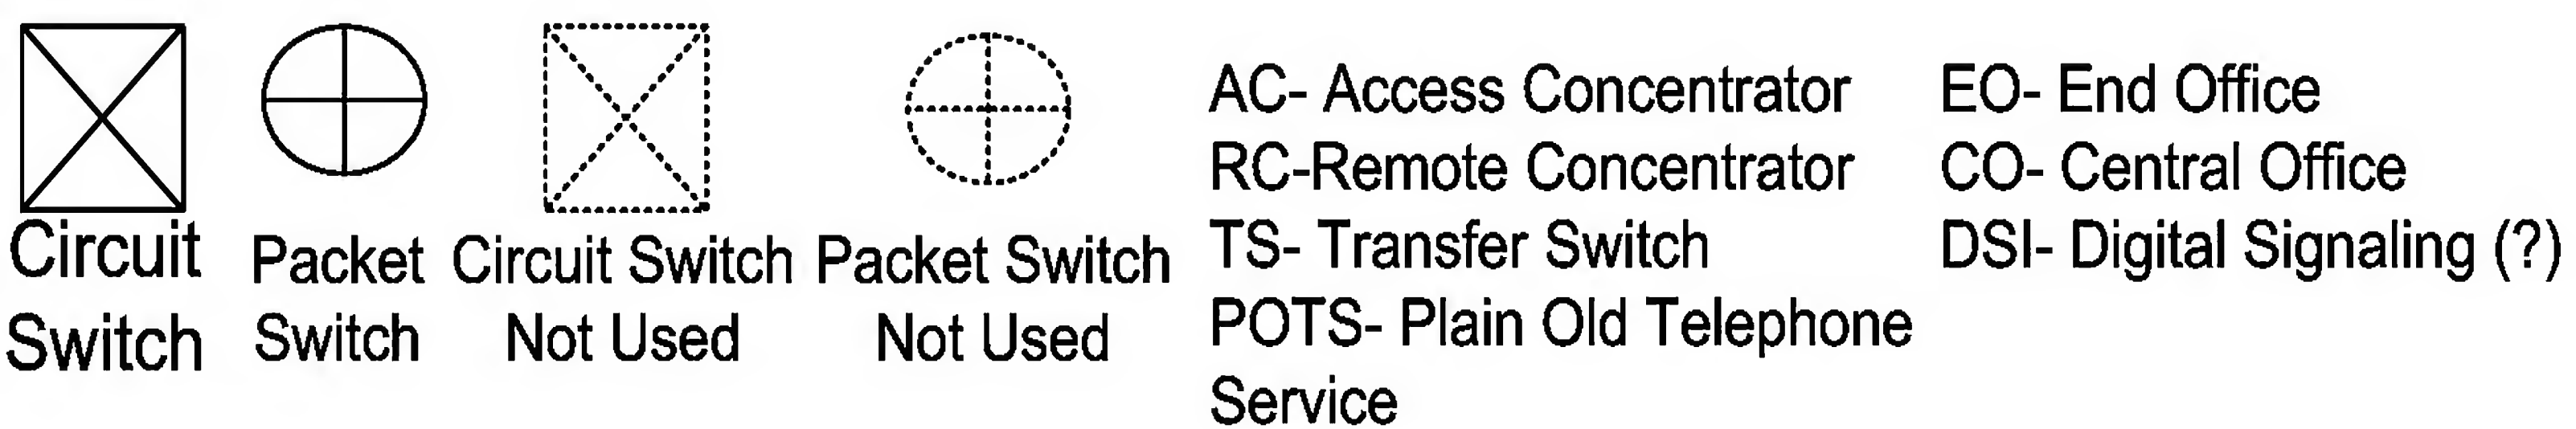 Circuit
Switch
Packet
Switch
Circuit Switch
Not Used
Packet Switch
Not Used
AC- Access Concentrator
RC-Remote Concentrator
TS- Transfer Switch
POTS- Plain Old Telephone
Service
EO- End Office
CO- Central Office
DSI- Digital Signaling (?)